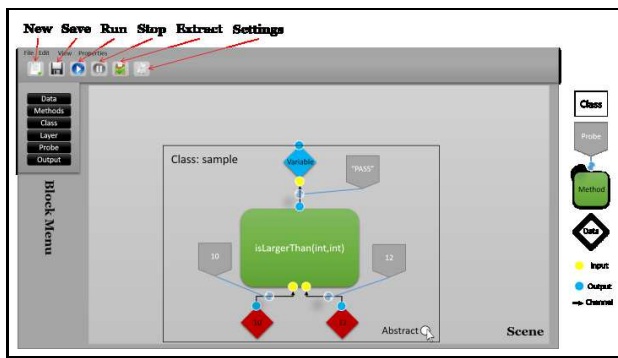 New Save Run Stop Extract Settings
File Edit View Properties
Data
Methods
Class
Layer
Probe
Output
Block Menu
Class: sample
Variable
"PASS"
isLargerThan(int,int)
10
12
Abstract
Scene
Class
Probe
Method
Data
Input
Output
Channel